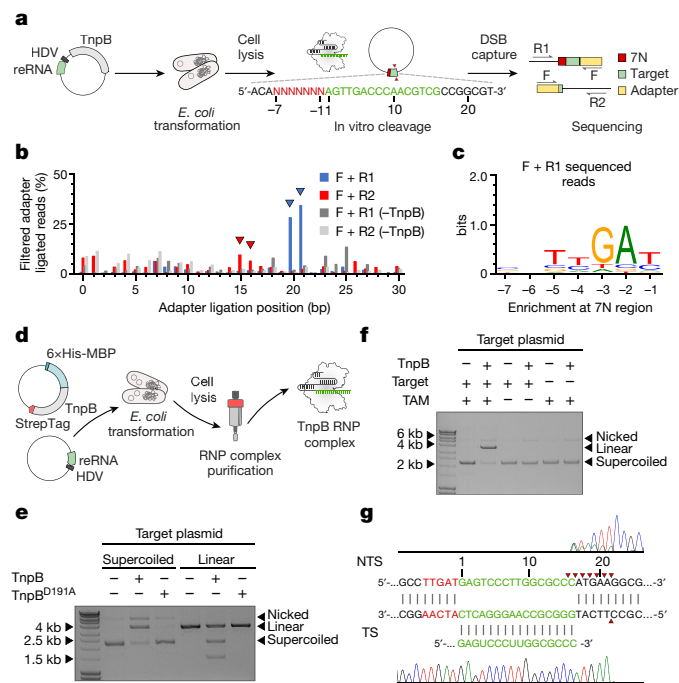 a
HDV
TnpB
reRNA
E. coli
transformation
Cell
lysis
5′-ACANNNNNNNAGTTGACCCAACGTCGCCGGCGT-3′
−7 −1 1 10 20
In vitro cleavage
DSB
capture
R1
F F
R2
7N
Target
Adapter
Sequencing
b
Filtered adapter
ligated reads (%)
50
25
0
0 5 10 15 20 25 30
Adapter ligation position (bp)
F + R1
F + R2
F + R1 (−TnpB)
F + R2 (−TnpB)
c
F + R1 sequenced
reads
bits
2.0
1.0
0
T T G A T
−7 −6 −5 −4 −3 −2 −1
Enrichment at 7N region
d
6×His-MBP
TnpB
StrepTag
reRNA
HDV
E. coli
transformation
Cell
lysis
RNP complex
purification
TnpB RNP
complex
e
Target plasmid
Supercoiled Linear
TnpB − + − − + −
TnpBD191A − − + − − +
4 kb
2.5 kb
1.5 kb
Nicked
Linear
Supercoiled
f
Target plasmid
TnpB − + − + − +
Target + + + + − −
TAM + + − − + +
6 kb
4 kb
2 kb
Nicked
Linear
Supercoiled
g
NTS
1 10 20
5′-...GCCTTGATGAGTCCCTTGGCGCCCATGAAGGCG...-3′
3′-...CGGAACTACTCAGGGAACCGCGGGTACTTCCGC...-5′
TS
5′-...GAGUCCCUUGGCGCCC -3′